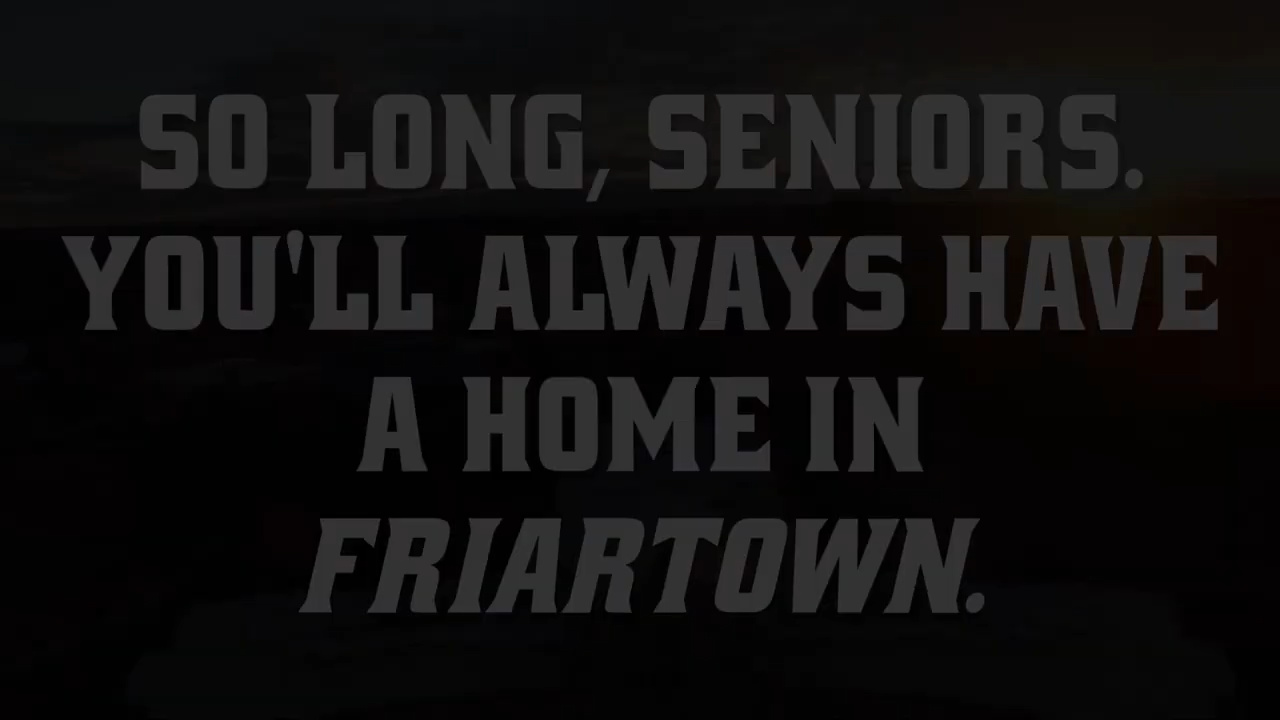 SO LONG, SENIORS.
YOU'LL ALWAYS HAVE
A HOME IN
FRIARTOWN.